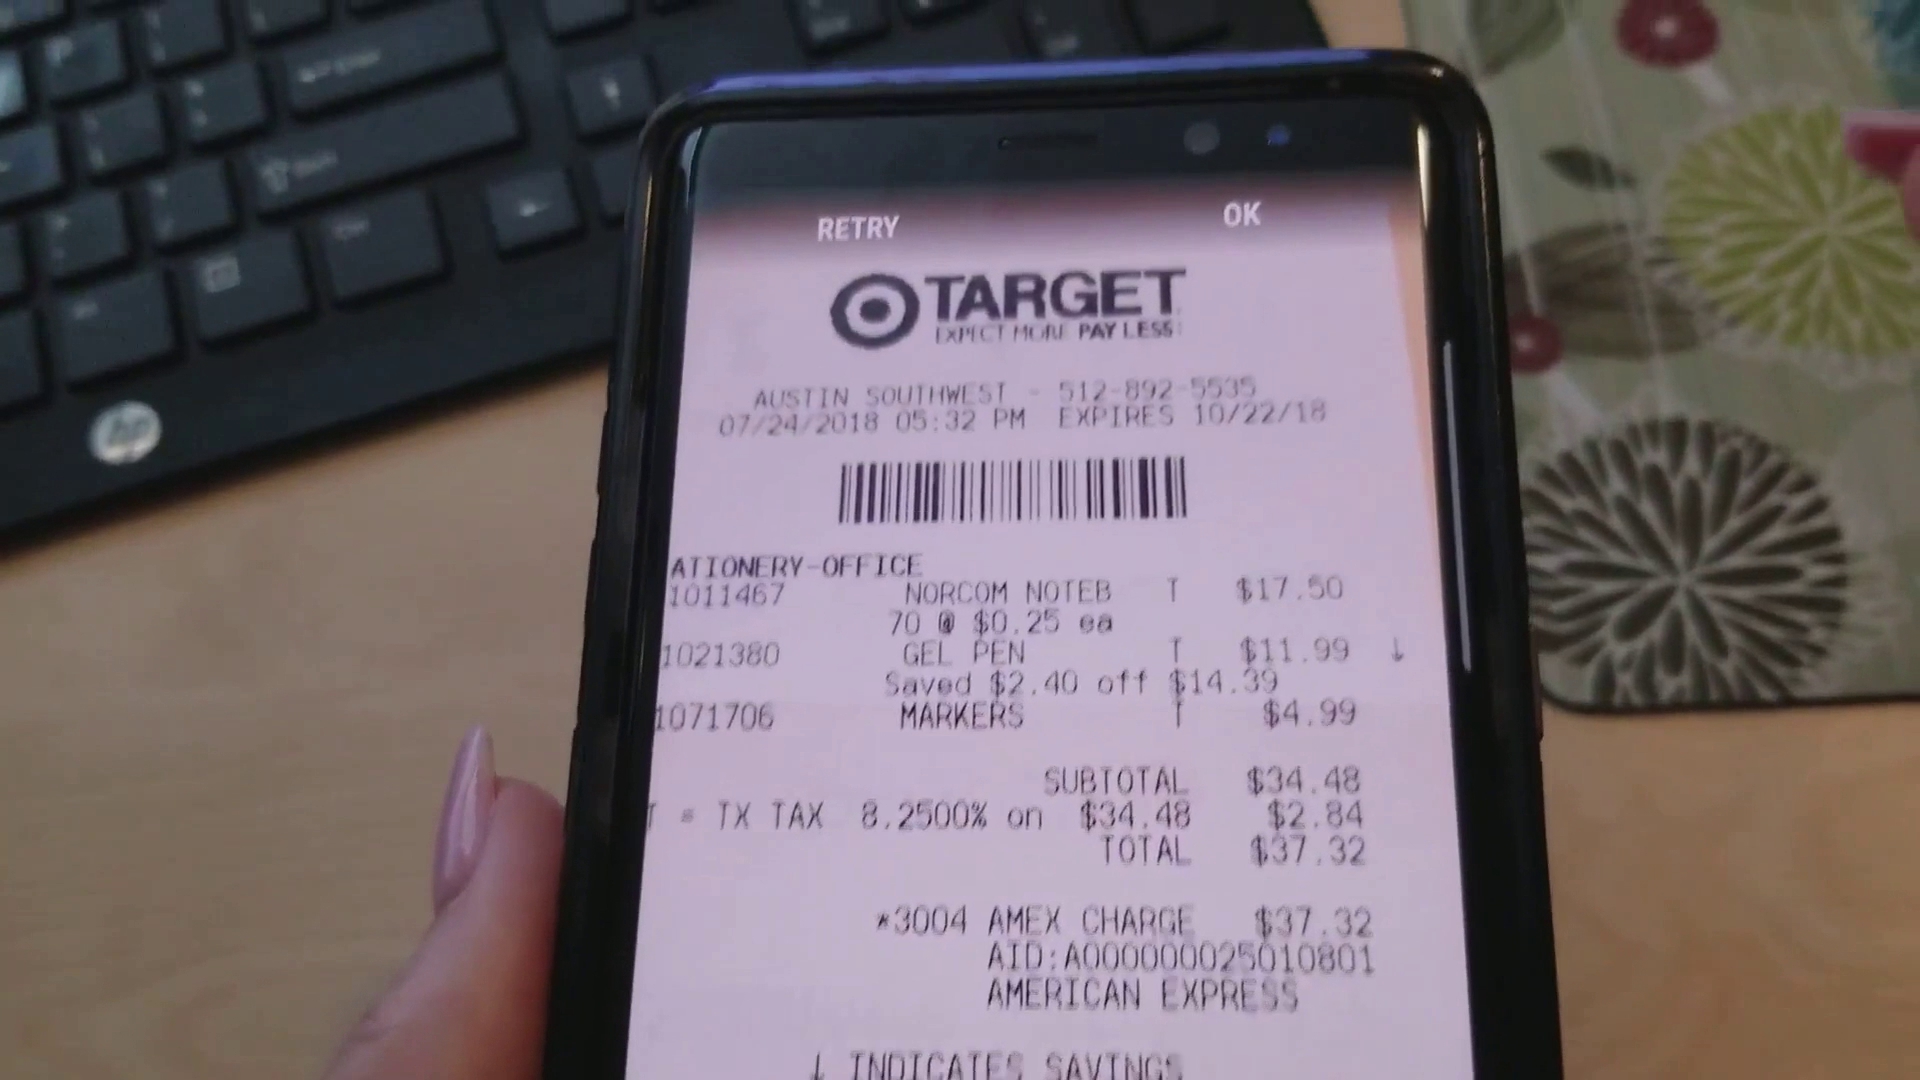 RETRY OK
TARGET
EXPECT MORE. PAY LESS.
AUSTIN SOUTHWEST - 512-892-5535
07/24/2018 05:32 PM EXPIRES 10/22/18
ATIONERY-OFFICE
1011467 NORCOM NOTEB T $17.50
70 @ $0.25 ea
1021380 GEL PEN T $11.99 ↓
Saved $2.40 off $14.39
1071706 MARKERS T $4.99
SUBTOTAL $34.48
T = TX TAX 8.2500% on $34.48 $2.84
TOTAL $37.32
*3004 AMEX CHARGE $37.32
AID:A000000025010801
AMERICAN EXPRESS
↓ INDICATES SAVINGS
hp